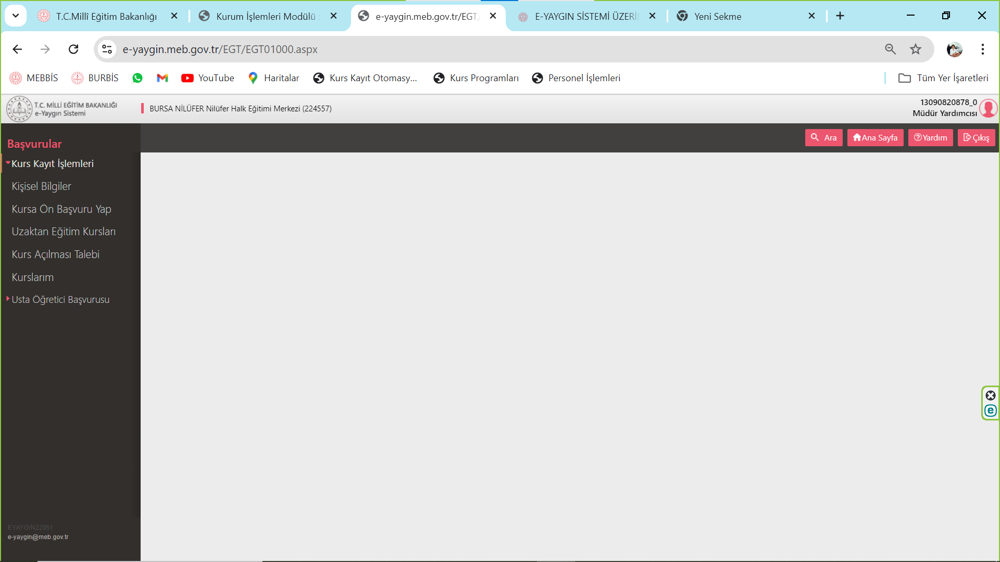 T.C.Millî Eğitim Bakanlığı
Kurum İşlemleri Modülü
e-yaygin.meb.gov.tr/EGT/
E-YAYGIN SİSTEMİ ÜZERİ
Yeni Sekme
e-yaygin.meb.gov.tr/EGT/EGT01000.aspx
MEBBİS
BURBİS
YouTube
Haritalar
Kurs Kayıt Otomasy...
Kurs Programları
Personel İşlemleri
Tüm Yer İşaretleri
T.C. MİLLİ EĞİTİM BAKANLIĞI
e-Yaygın Sistemi
BURSA NİLÜFER Nilüfer Halk Eğitimi Merkezi (224557)
13090820878_0
Müdür Yardımcısı
Ara
Ana Sayfa
Yardım
Çıkış
Başvurular
Kurs Kayıt İşlemleri
Kişisel Bilgiler
Kursa Ön Başvuru Yap
Uzaktan Eğitim Kursları
Kurs Açılması Talebi
Kurslarım
Usta Öğretici Başvurusu
EYAYGIN22051
e-yaygin@meb.gov.tr